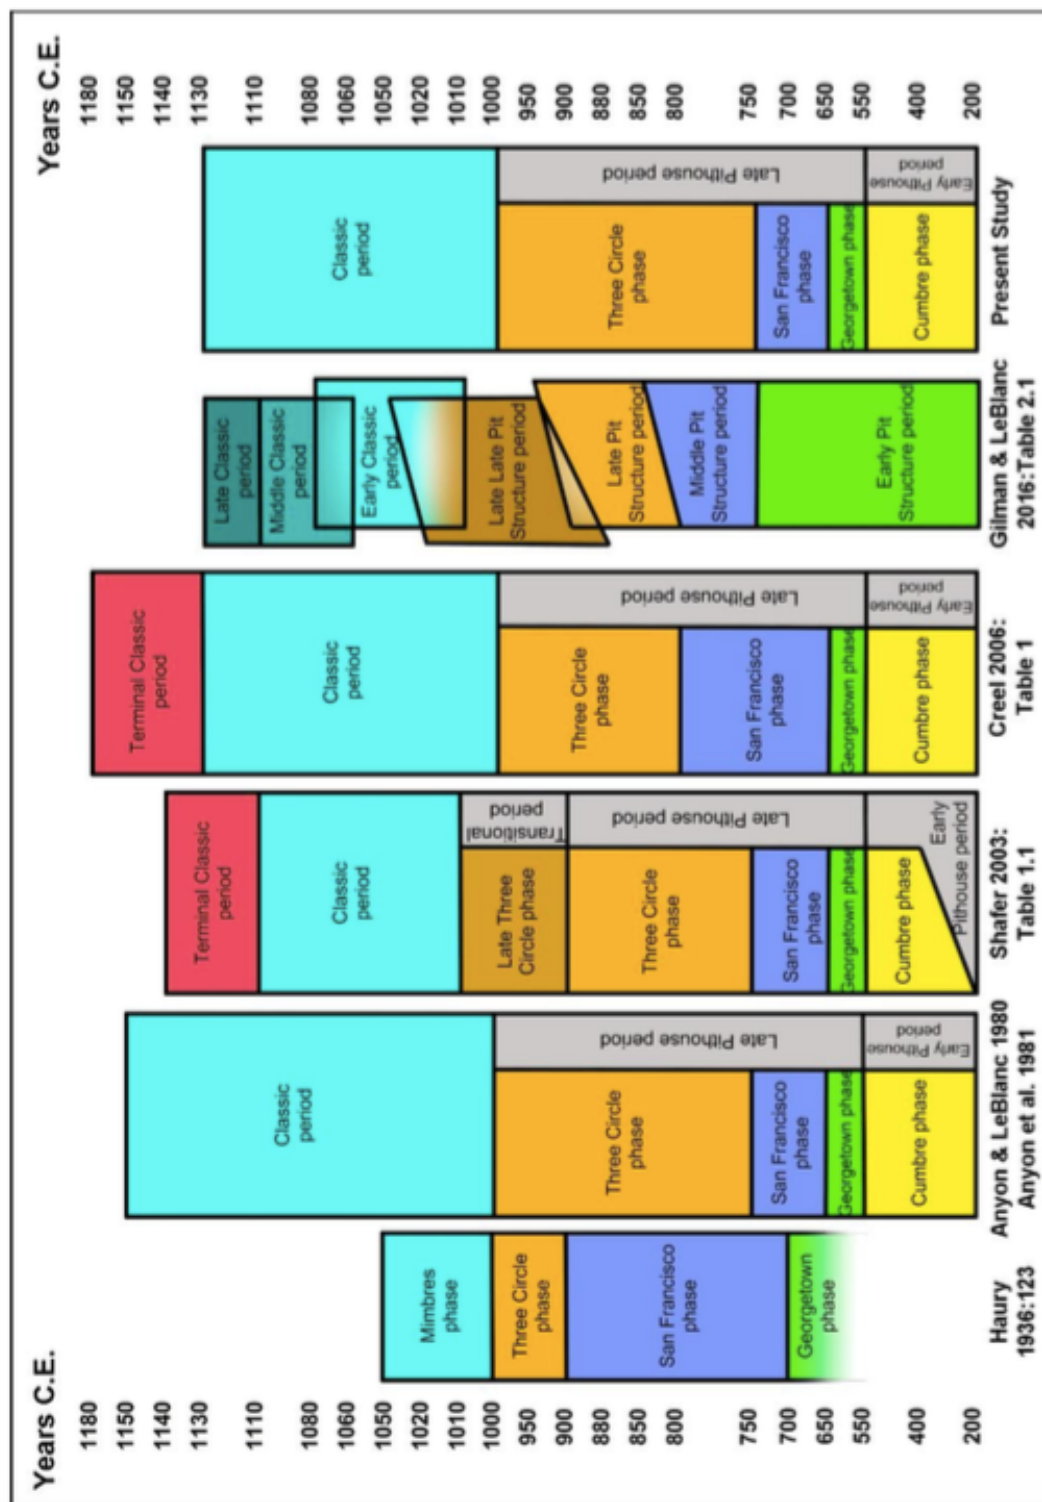 Years C.E.
1180
1150
1140
1130
1110
1080
1060
1050
1020
1010
1000
950
900
880
850
800
750
700
650
550
400
200
Mimbres
phase
Three Circle
phase
San Francisco
phase
Georgetown
phase
Haury
1936:123
Classic
period
Three Circle
phase
San Francisco
phase
Georgetown phase
Cumbre phase
Late Pithouse period
Early Pithouse
period
Anyon & LeBlanc 1980
Anyon et al. 1981
Terminal Classic
period
Classic
period
Late Three
Circle phase
Three Circle
phase
San Francisco
phase
Georgetown phase
Cumbre phase
Transitional
period
Late Pithouse period
Early
Pithouse period
Shafer 2003:
Table 1.1
Terminal Classic
period
Classic
period
Three Circle
phase
San Francisco
phase
Georgetown phase
Cumbre phase
Late Pithouse period
Early Pithouse
period
Creel 2006:
Table 1
Late Classic
period
Middle Classic
period
Early Classic
period
Late Late Pit
Structure period
Late Pit
Structure period
Middle Pit
Structure period
Early Pit
Structure period
Gilman & LeBlanc
2016:Table 2.1
Classic
period
Three Circle
phase
San Francisco
phase
Georgetown phase
Cumbre phase
Late Pithouse period
Early Pithouse
period
Present Study
Years C.E.
1180
1150
1140
1130
1110
1080
1060
1050
1020
1010
1000
950
900
880
850
800
750
700
650
550
400
200